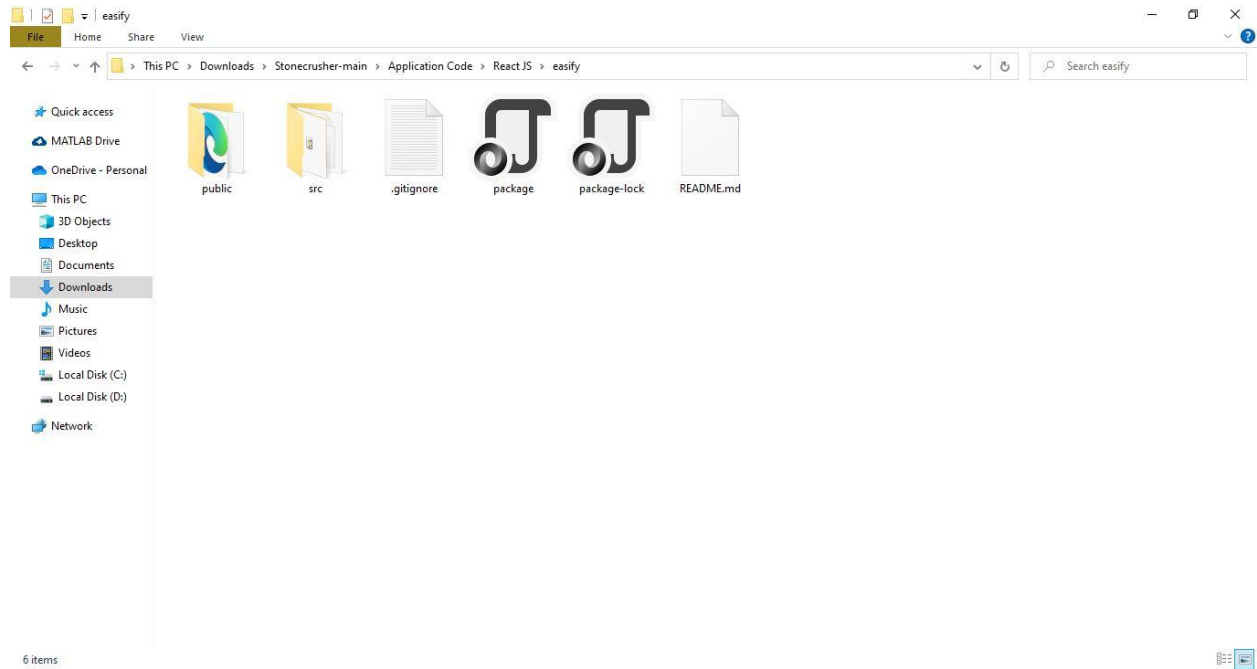 easify
File Home Share View
This PC > Downloads > Stonecrusher-main > Application Code > React JS > easify
Search easify
Quick access
MATLAB Drive
OneDrive - Personal
This PC
3D Objects
Desktop
Documents
Downloads
Music
Pictures
Videos
Local Disk (C:)
Local Disk (D:)
Network
public src .gitignore package package-lock README.md
6 items